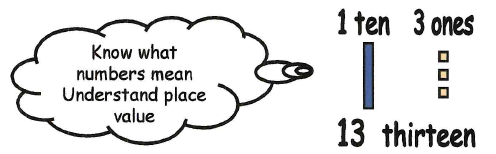 Know what
numbers mean
Understand place
value
1 ten 3 ones
13 thirteen